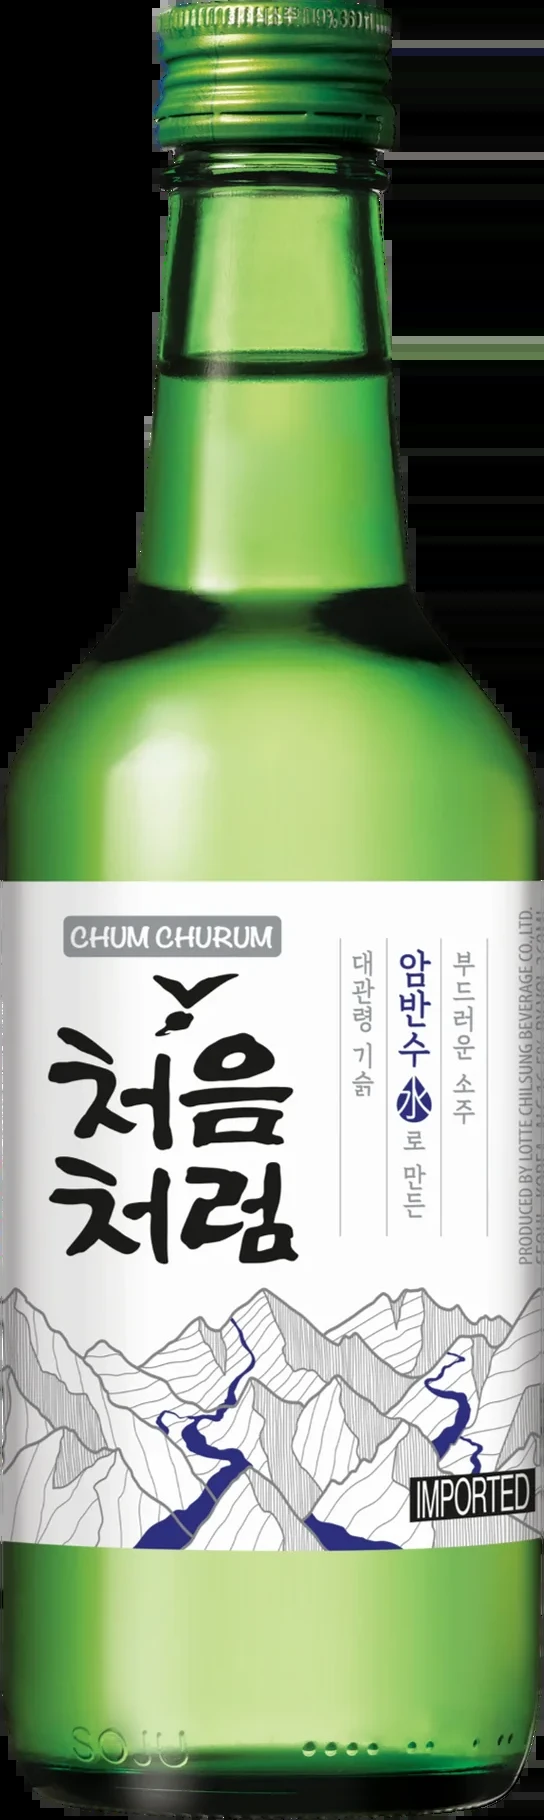 CHUM CHURUM
처음
처럼
대관령 기슭
암반수 水로 만든
부드러운 소주
PRODUCED BY LOTTE CHILSUNG BEVERAGE CO.,LTD.
IMPORTED
SOJU